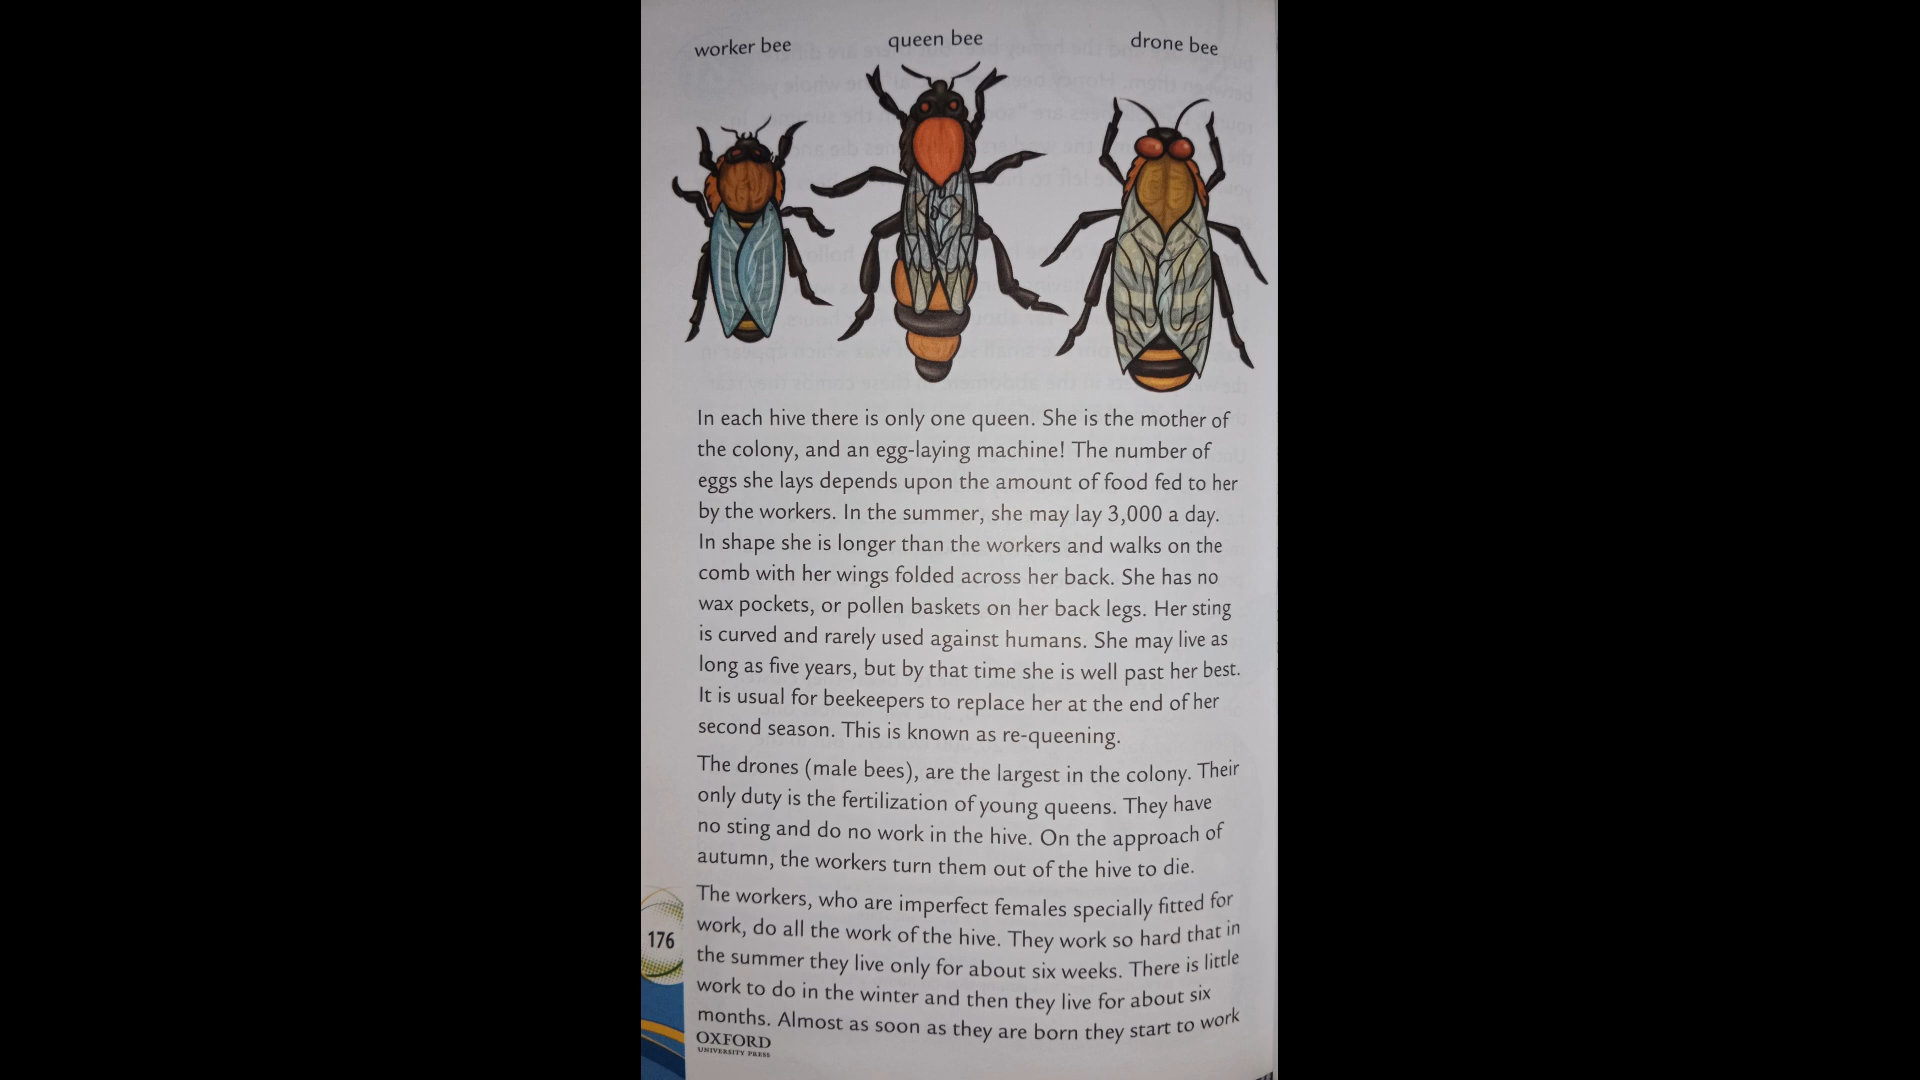 worker bee
queen bee
drone bee
In each hive there is only one queen. She is the mother of
the colony, and an egg-laying machine! The number of
eggs she lays depends upon the amount of food fed to her
by the workers. In the summer, she may lay 3,000 a day.
In shape she is longer than the workers and walks on the
comb with her wings folded across her back. She has no
wax pockets, or pollen baskets on her back legs. Her sting
is curved and rarely used against humans. She may live as
long as five years, but by that time she is well past her best.
It is usual for beekeepers to replace her at the end of her
second season. This is known as re-queening.
The drones (male bees), are the largest in the colony. Their
only duty is the fertilization of young queens. They have
no sting and do no work in the hive. On the approach of
autumn, the workers turn them out of the hive to die.
The workers, who are imperfect females specially fitted for
work, do all the work of the hive. They work so hard that in
the summer they live only for about six weeks. There is little
work to do in the winter and then they live for about six
months. Almost as soon as they are born they start to work
176
OXFORD
UNIVERSITY PRESS